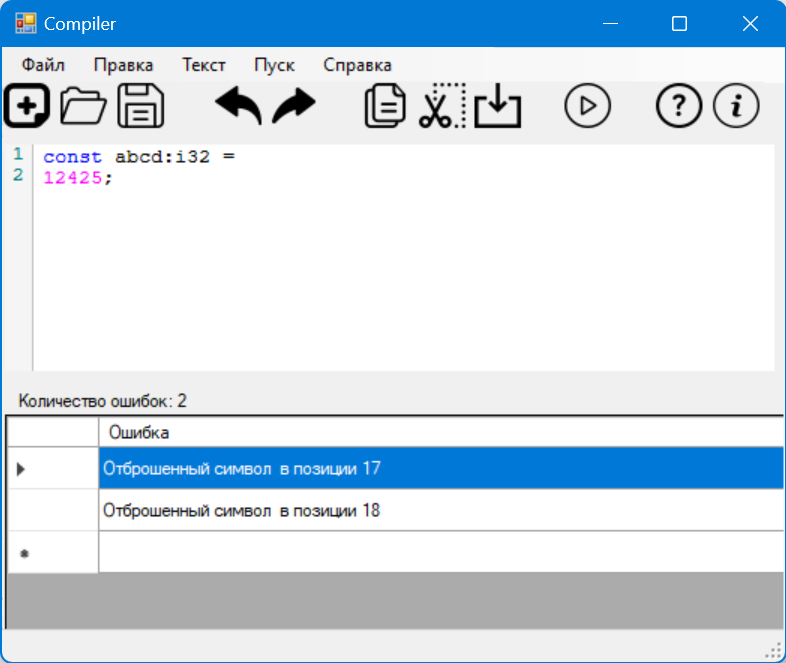 Compiler
Файл Правка Текст Пуск Справка
1 const abcd:i32 =
2 12425;
Количество ошибок: 2
Ошибка
Отброшенный символ в позиции 17
Отброшенный символ в позиции 18